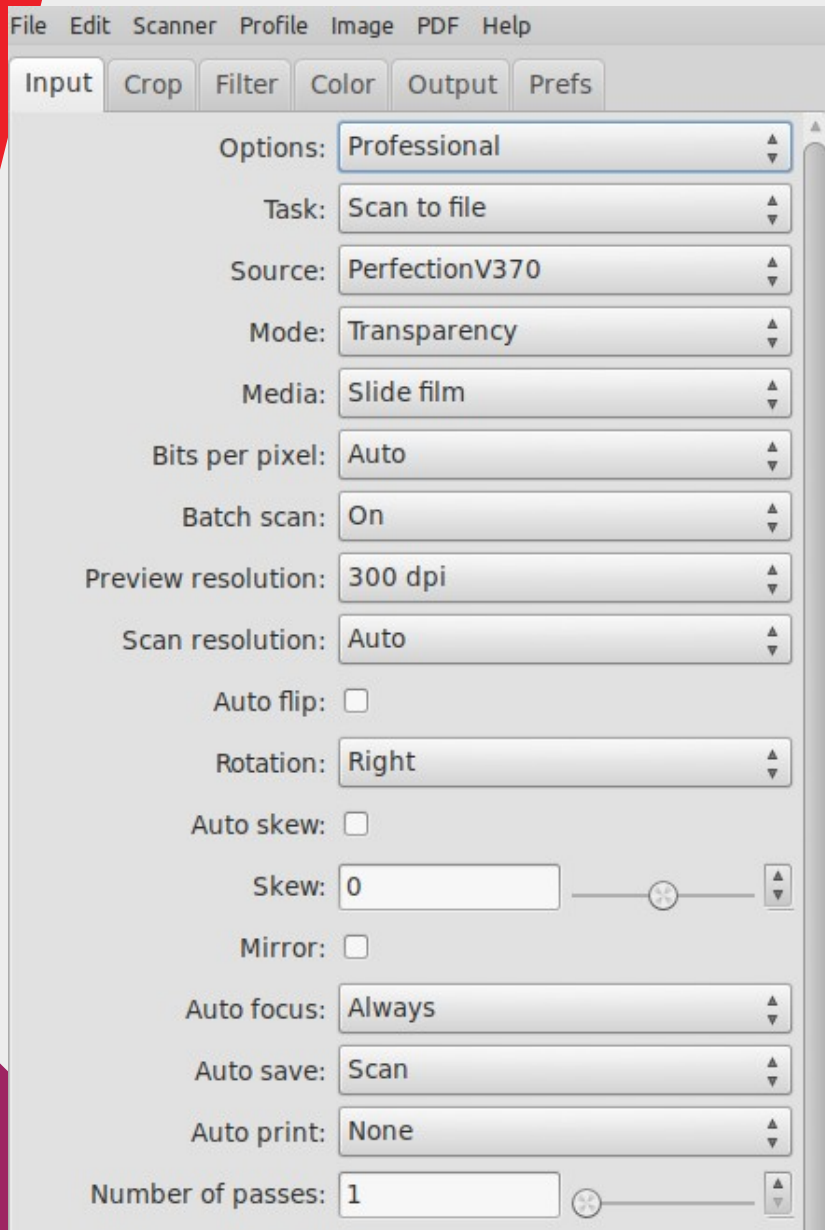 File Edit Scanner Profile Image PDF Help
Input Crop Filter Color Output Prefs
Options: Professional
Task: Scan to file
Source: PerfectionV370
Mode: Transparency
Media: Slide film
Bits per pixel: Auto
Batch scan: On
Preview resolution: 300 dpi
Scan resolution: Auto
Auto flip:
Rotation: Right
Auto skew:
Skew: 0
Mirror:
Auto focus: Always
Auto save: Scan
Auto print: None
Number of passes: 1